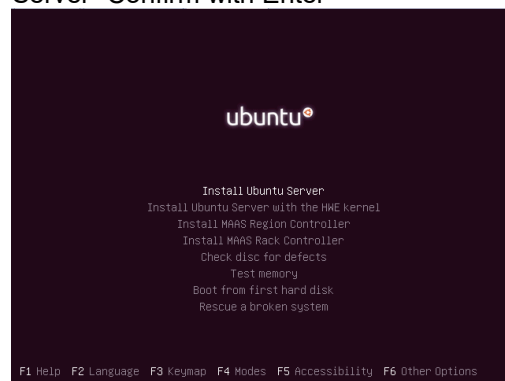 Server" Confirm with Enter
ubuntu
Install Ubuntu Server
Install Ubuntu Server with the HWE kernel
Install MAAS Region Controller
Install MAAS Rack Controller
Check disc for defects
Test memory
Boot from first hard disk
Rescue a broken system
F1 Help F2 Language F3 Keymap F4 Modes F5 Accessibility F6 Other Options